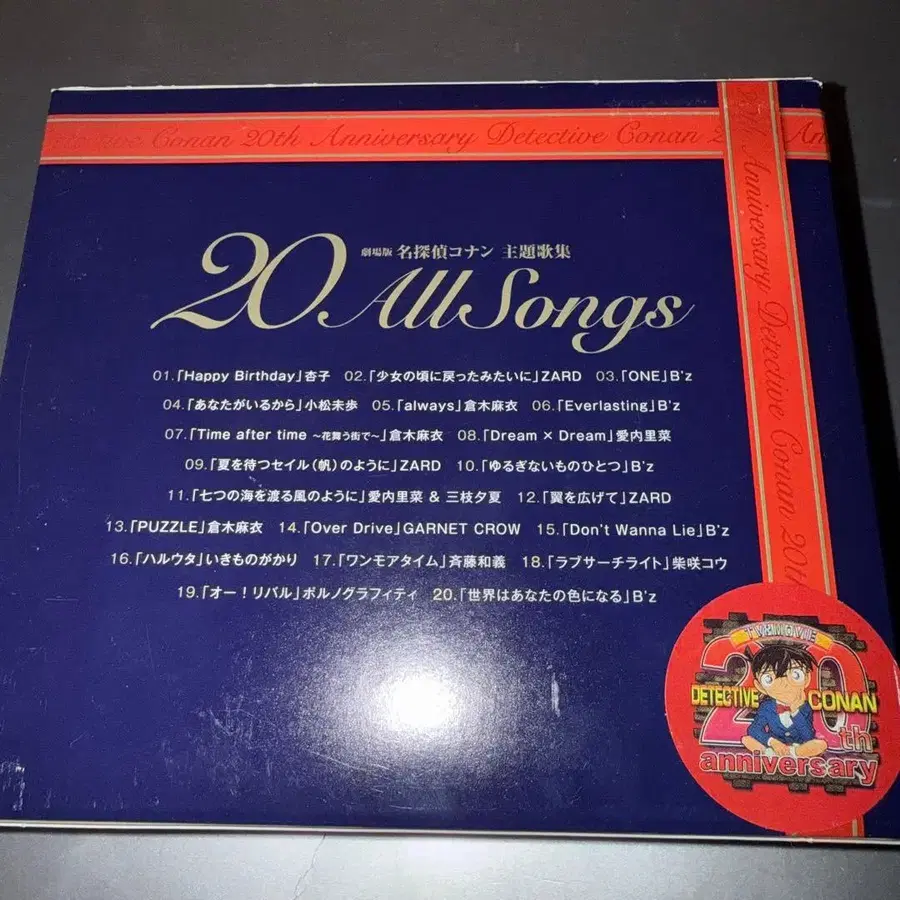 Detective Conan 20th Anniversary Detective Conan 20th An
20th Anniversary Detective Conan 20th
劇場版 名探偵コナン 主題歌集
20 All Songs
01.「Happy Birthday」杏子 02.「少女の頃に戻ったみたいに」ZARD 03.「ONE」B'z
04.「あなたがいるから」小松未歩 05.「always」倉木麻衣 06.「Everlasting」B'z
07.「Time after time ～花舞う街で～」倉木麻衣 08.「Dream × Dream」愛内里菜
09.「夏を待つセイル(帆)のように」ZARD 10.「ゆるぎないものひとつ」B'z
11.「七つの海を渡る風のように」愛内里菜 & 三枝夕夏 12.「翼を広げて」ZARD
13.「PUZZLE」倉木麻衣 14.「Over Drive」GARNET CROW 15.「Don't Wanna Lie」B'z
16.「ハルウタ」いきものがかり 17.「ワンモアタイム」斉藤和義 18.「ラブサーチライト」柴咲コウ
19.「オー！リバル」ポルノグラフィティ 20.「世界はあなたの色になる」B'z
TV&MOVIE
20th
DETECTIVE CONAN
anniversary